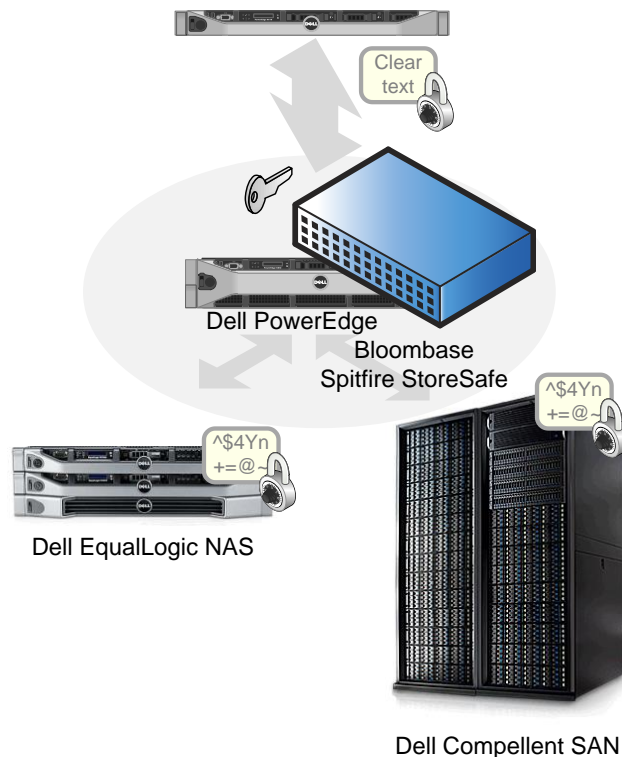 Clear
text
Dell PowerEdge
Bloombase
Spitfire StoreSafe
^$4Yn
+=@~
^$4Yn
+=@~
Dell EqualLogic NAS
Dell Compellent SAN